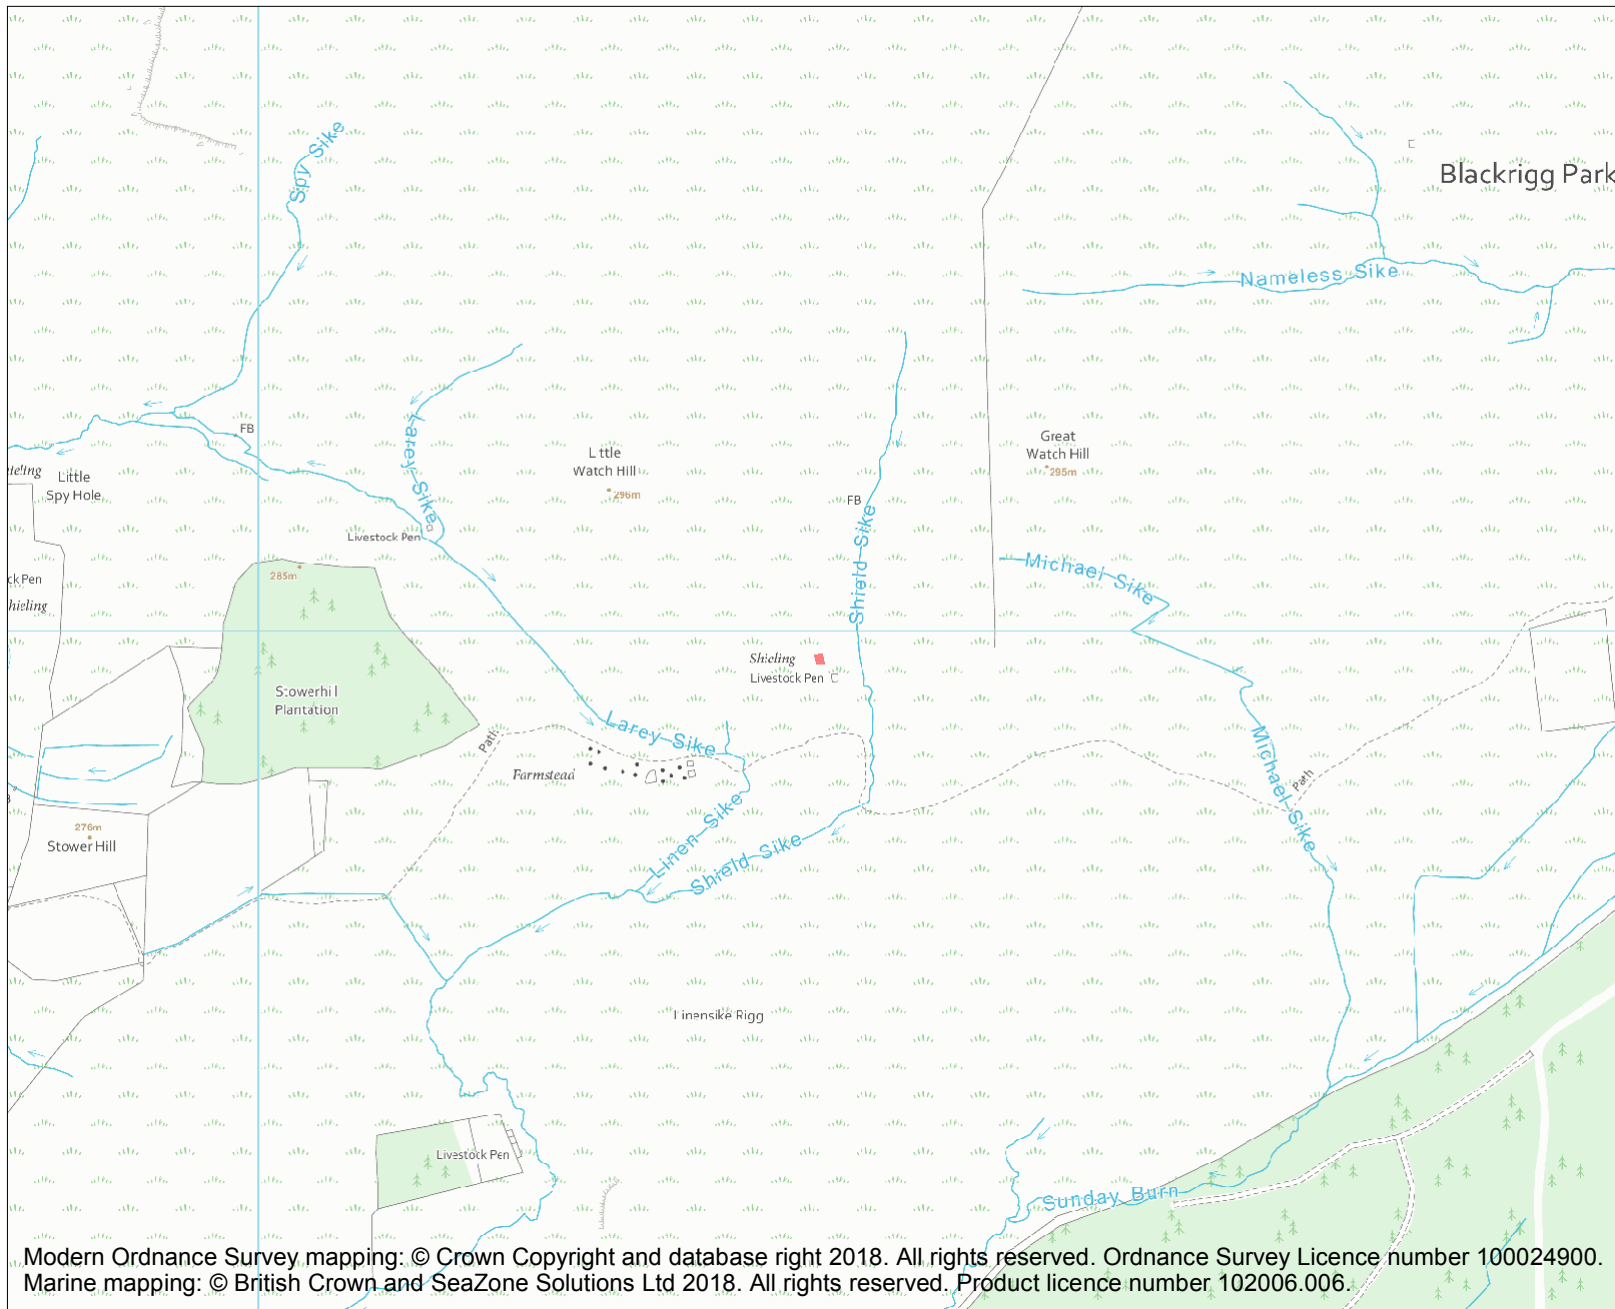 Spy Sike
Blackrigg Park
Nameless Sike
FB
Larey Sike
Little
Watch Hill
296m
Great
Watch Hill
295m
Little
Spy Hole
FB
Shield Sike
Livestock Pen
Michael Sike
285m
ck Pen
hieling
Shieling
Livestock Pen
Stowerhill
Plantation
Larey Sike
Path
Farmstead
Michael Sike
Path
Linen Sike
Shield Sike
276m
Stower Hill
Linensike Rigg
Livestock Pen
Sunday Burn
Modern Ordnance Survey mapping: © Crown Copyright and database right 2018. All rights reserved. Ordnance Survey Licence number 100024900.
Marine mapping: © British Crown and SeaZone Solutions Ltd 2018. All rights reserved. Product licence number 102006.006.